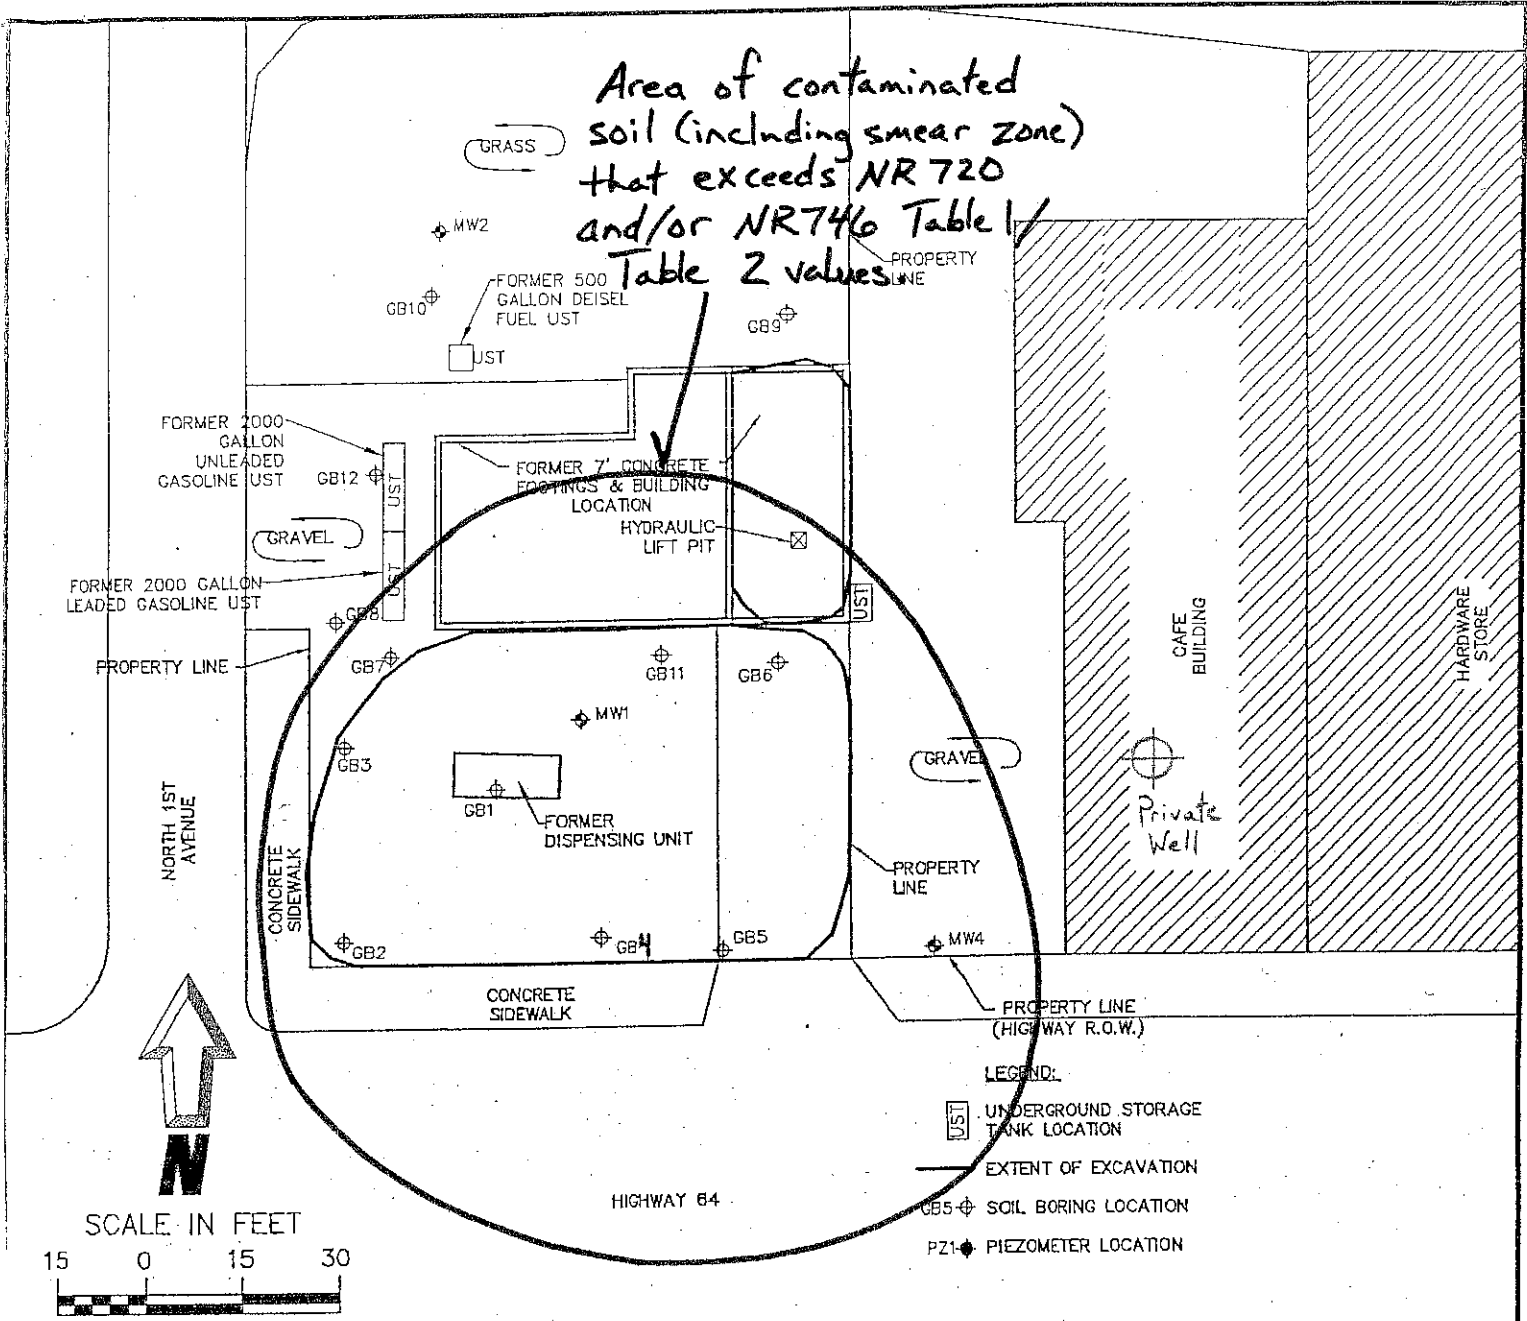 Area of contaminated
soil (including smear zone)
that exceeds NR 720
and/or NR746 Table 1/
Table 2 values.
GRASS
MW2
PROPERTY
LINE
FORMER 500
GALLON DEISEL
FUEL UST
GB10
GB9
UST
FORMER 2000
GALLON
UNLEADED
GASOLINE UST
GB12
UST
FORMER 7' CONCRETE
FOOTINGS & BUILDING
LOCATION
HYDRAULIC
LIFT PIT
GRAVEL
FORMER 2000 GALLON
LEADED GASOLINE UST
UST
UST
GB8
CAFE
BUILDING
HARDWARE
STORE
PROPERTY LINE
GB7
GB11
GB6
MW1
GB3
GRAVEL
GB1
FORMER
DISPENSING UNIT
NORTH 1ST
AVENUE
Private
Well
CONCRETE
SIDEWALK
PROPERTY
LINE
GB2
GB4
GB5
MW4
CONCRETE
SIDEWALK
PROPERTY LINE
(HIGHWAY R.O.W.)
LEGEND:
UST UNDERGROUND STORAGE
TANK LOCATION
EXTENT OF EXCAVATION
GB5 SOIL BORING LOCATION
PZ1 PIEZOMETER LOCATION
HIGHWAY 64
N
SCALE IN FEET
15 0 15 30